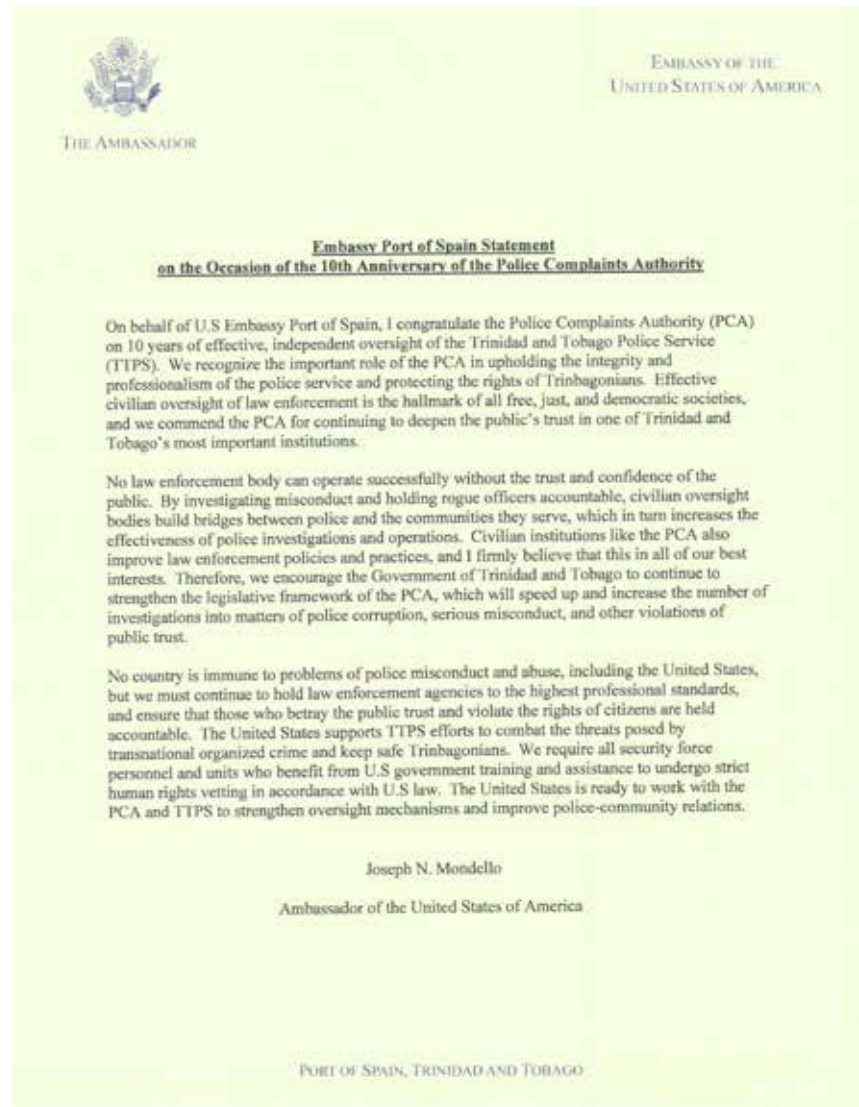 EMBASSY OF THE
UNITED STATES OF AMERICA
THE AMBASSADOR
Embassy Port of Spain Statement
on the Occasion of the 10th Anniversary of the Police Complaints Authority
On behalf of U.S Embassy Port of Spain, I congratulate the Police Complaints Authority (PCA)
on 10 years of effective, independent oversight of the Trinidad and Tobago Police Service
(TTPS). We recognize the important role of the PCA in upholding the integrity and
professionalism of the police service and protecting the rights of Trinbagonians. Effective
civilian oversight of law enforcement is the hallmark of all free, just, and democratic societies,
and we commend the PCA for continuing to deepen the public's trust in one of Trinidad and
Tobago's most important institutions.
No law enforcement body can operate successfully without the trust and confidence of the
public. By investigating misconduct and holding rogue officers accountable, civilian oversight
bodies build bridges between police and the communities they serve, which in turn increases the
effectiveness of police investigations and operations. Civilian institutions like the PCA also
improve law enforcement policies and practices, and I firmly believe that this in all of our best
interests. Therefore, we encourage the Government of Trinidad and Tobago to continue to
strengthen the legislative framework of the PCA, which will speed up and increase the number of
investigations into matters of police corruption, serious misconduct, and other violations of
public trust.
No country is immune to problems of police misconduct and abuse, including the United States,
but we must continue to hold law enforcement agencies to the highest professional standards,
and ensure that those who betray the public trust and violate the rights of citizens are held
accountable. The United States supports TTPS efforts to combat the threats posed by
transnational organized crime and keep safe Trinbagonians. We require all security force
personnel and units who benefit from U.S government training and assistance to undergo strict
human rights vetting in accordance with U.S law. The United States is ready to work with the
PCA and TTPS to strengthen oversight mechanisms and improve police-community relations.
Joseph N. Mondello
Ambassador of the United States of America
PORT OF SPAIN, TRINIDAD AND TOBAGO